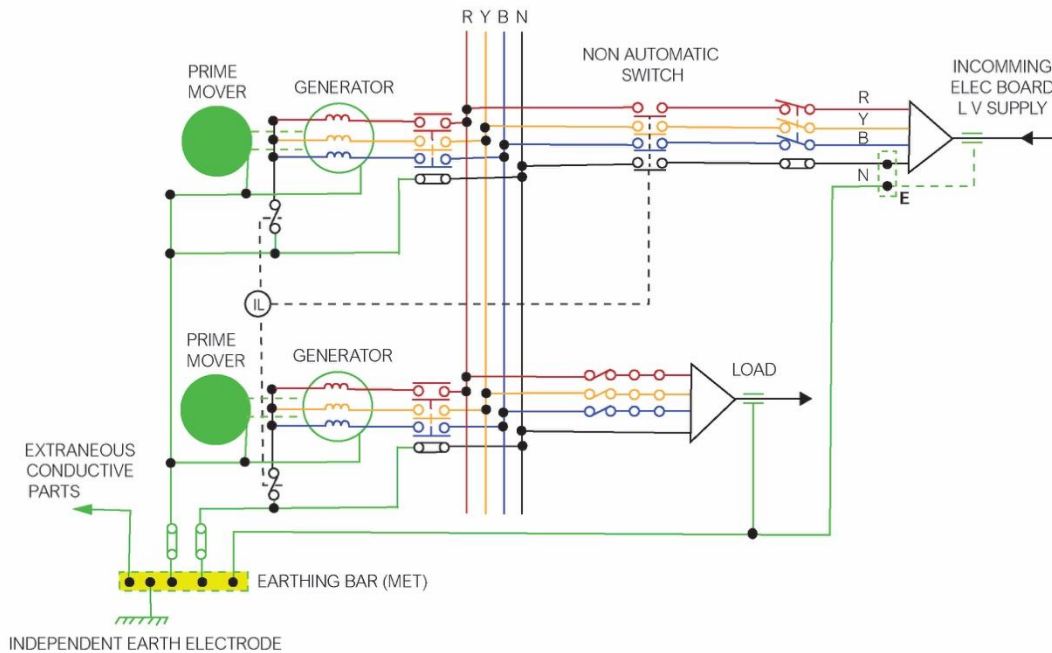 R Y B N
NON AUTOMATIC
SWITCH
INCOMMING
ELEC BOARD
L V SUPPLY
PRIME
MOVER
GENERATOR
R
Y
B
N
E
IL
PRIME
MOVER
GENERATOR
LOAD
EXTRANEOUS
CONDUCTIVE
PARTS
EARTHING BAR (MET)
INDEPENDENT EARTH ELECTRODE